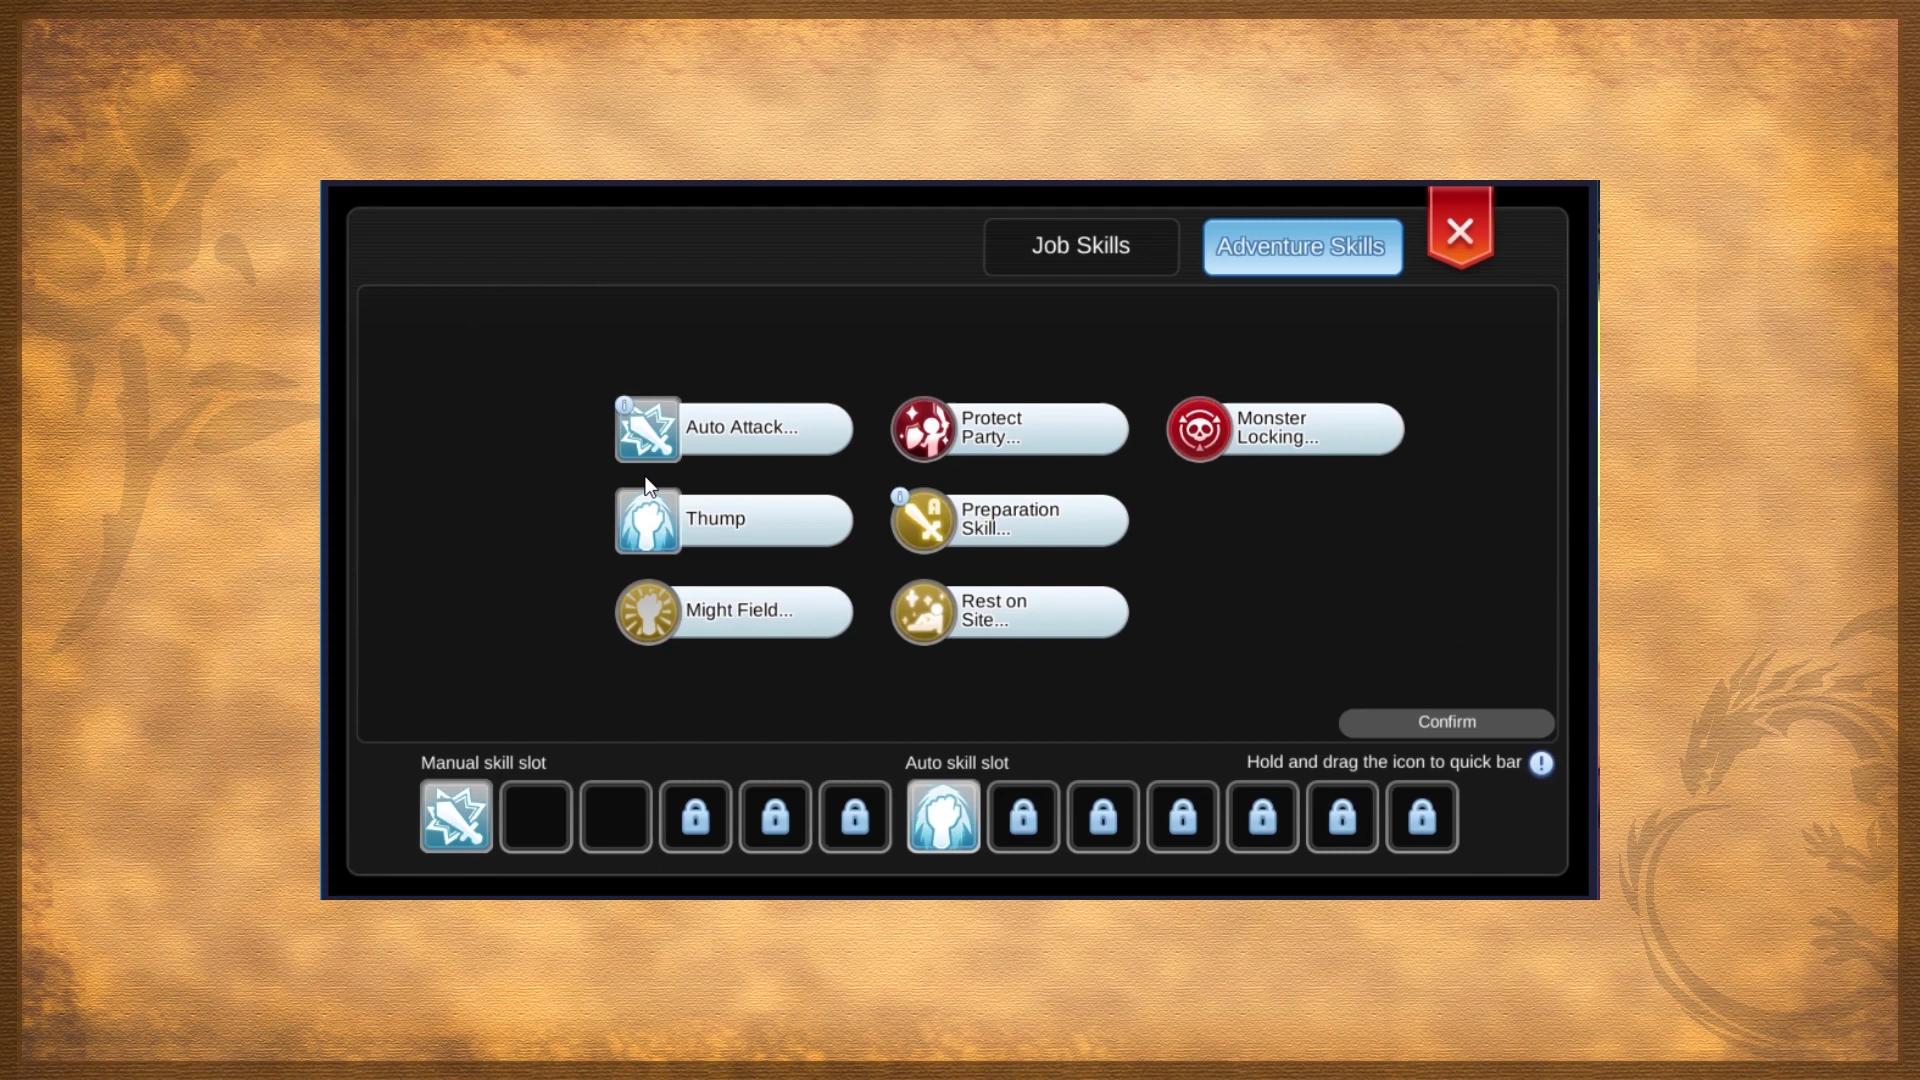 Job Skills
Adventure Skills
Auto Attack...
Protect
Party...
Monster
Locking...
Thump
Preparation
Skill...
Might Field...
Rest on
Site...
Confirm
Manual skill slot
Auto skill slot
Hold and drag the icon to quick bar